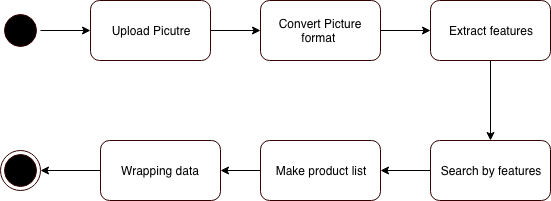 Upload Picutre
Convert Picture
format
Extract features
Wrapping data
Make product list
Search by features